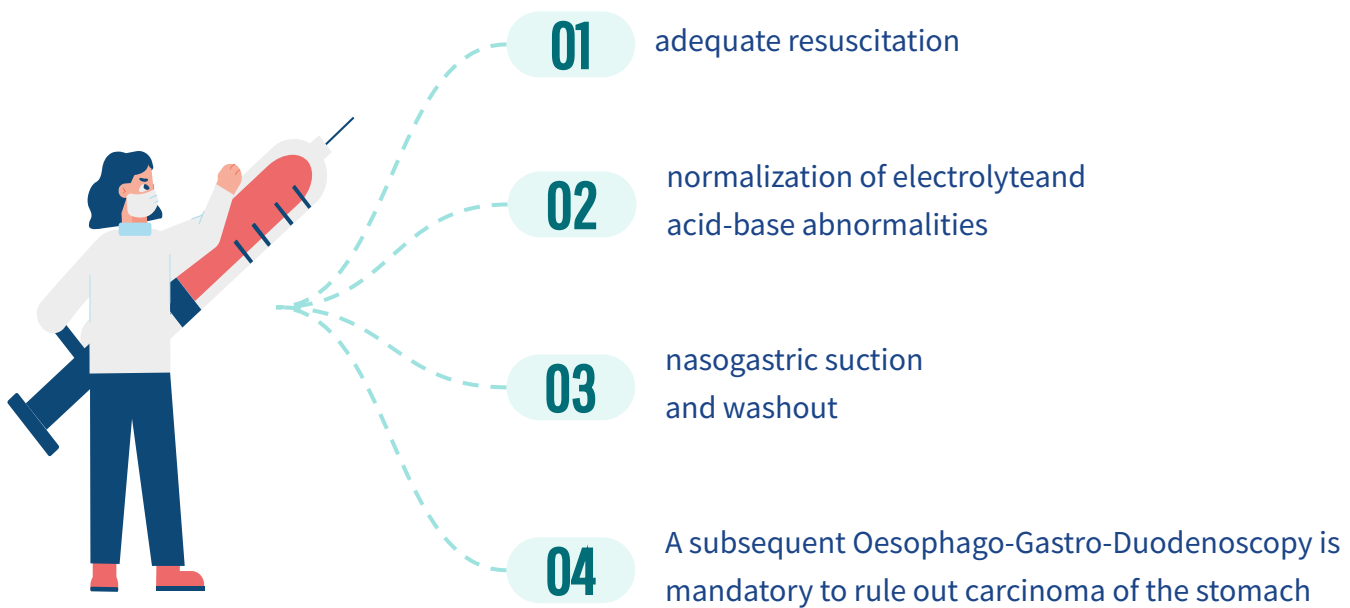 01 adequate resuscitation
02 normalization of electrolyteand
acid-base abnormalities
03 nasogastric suction
and washout
04 A subsequent Oesophago-Gastro-Duodenoscopy is
mandatory to rule out carcinoma of the stomach